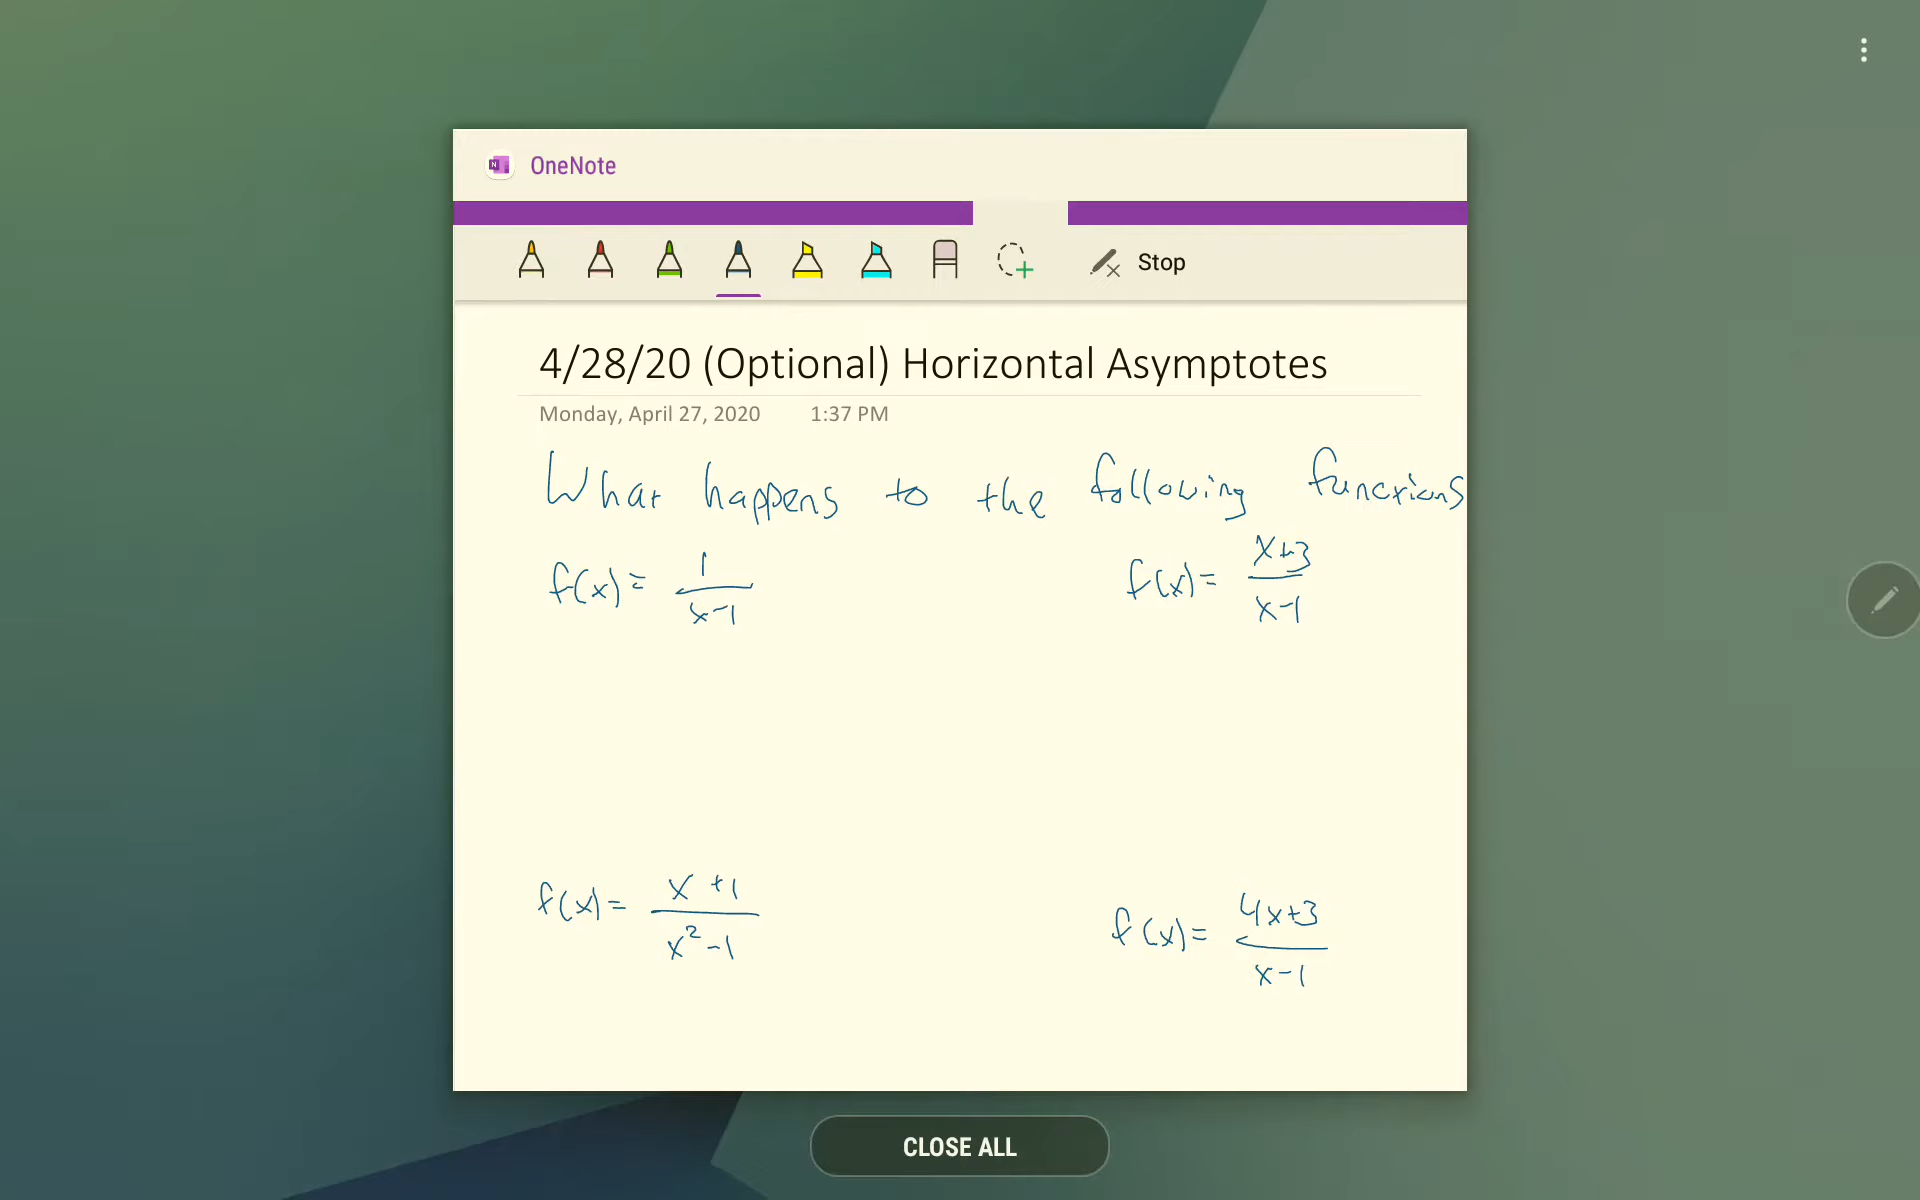 OneNote
Stop
4/28/20 (Optional) Horizontal Asymptotes
Monday, April 27, 2020 1:37 PM
What happens to the following functions
f(x) = 1/(x-1)
f(x) = (x+3)/(x-1)
f(x) = (x+1)/(x²-1)
f(x) = (4x+3)/(x-1)
CLOSE ALL